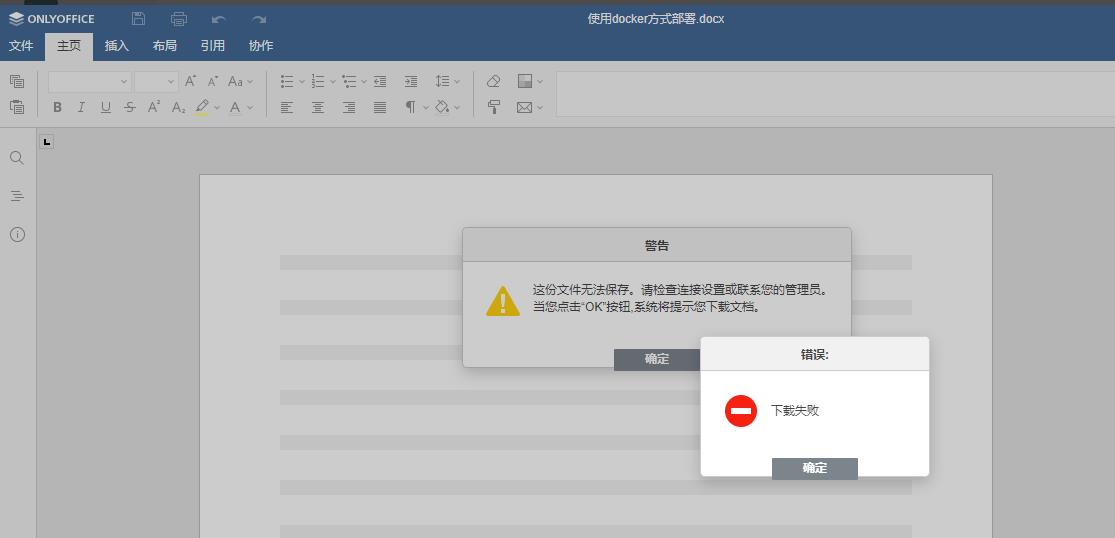 ONLYOFFICE
使用docker方式部署.docx
文件 主页 插入 布局 引用 协作
Aa
B I U S A² A₂ A
警告
这份文件无法保存。请检查连接设置或联系您的管理员。
当您点击“OK”按钮,系统将提示您下载文档。
确定
错误:
下载失败
确定